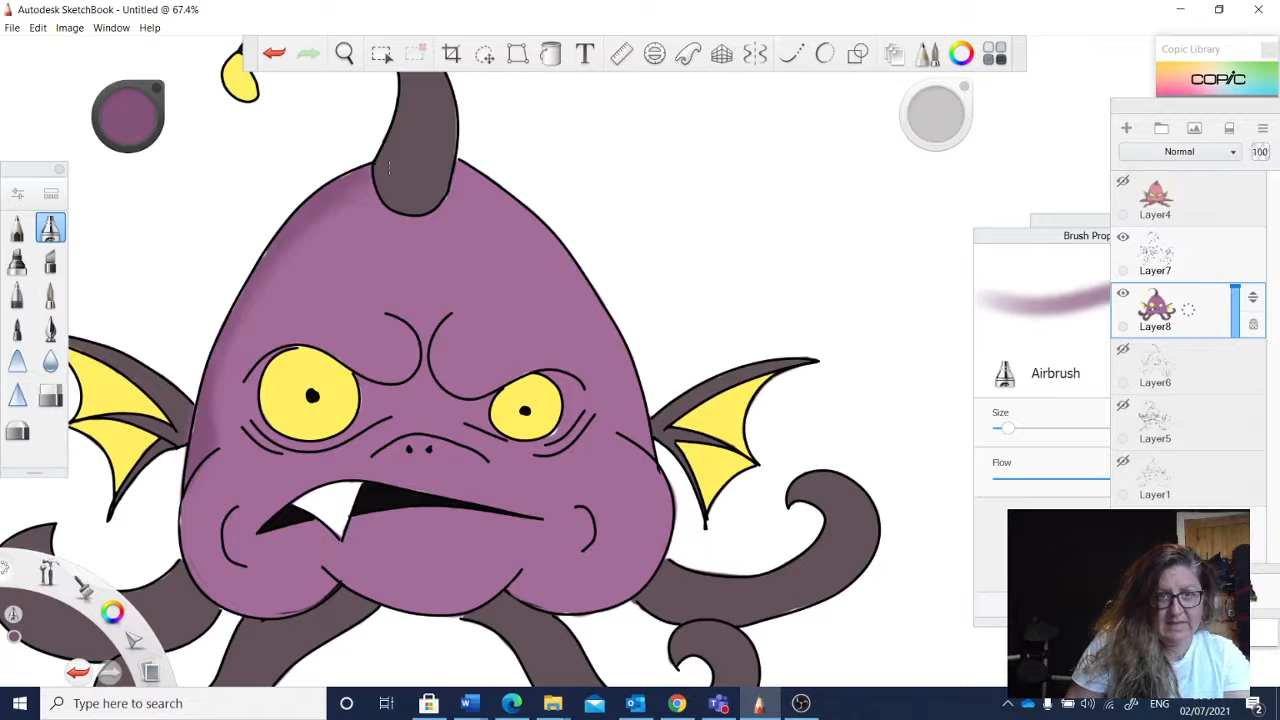 Autodesk SketchBook - Untitled @ 67.4%
File Edit Image Window Help
T
Copic Library
COPIC
Normal 100
Layer4
Layer7
Layer8
Layer6
Layer5
Layer1
Brush Prop
Airbrush
Size
Flow
Type here to search
ENG
02/07/2021
2